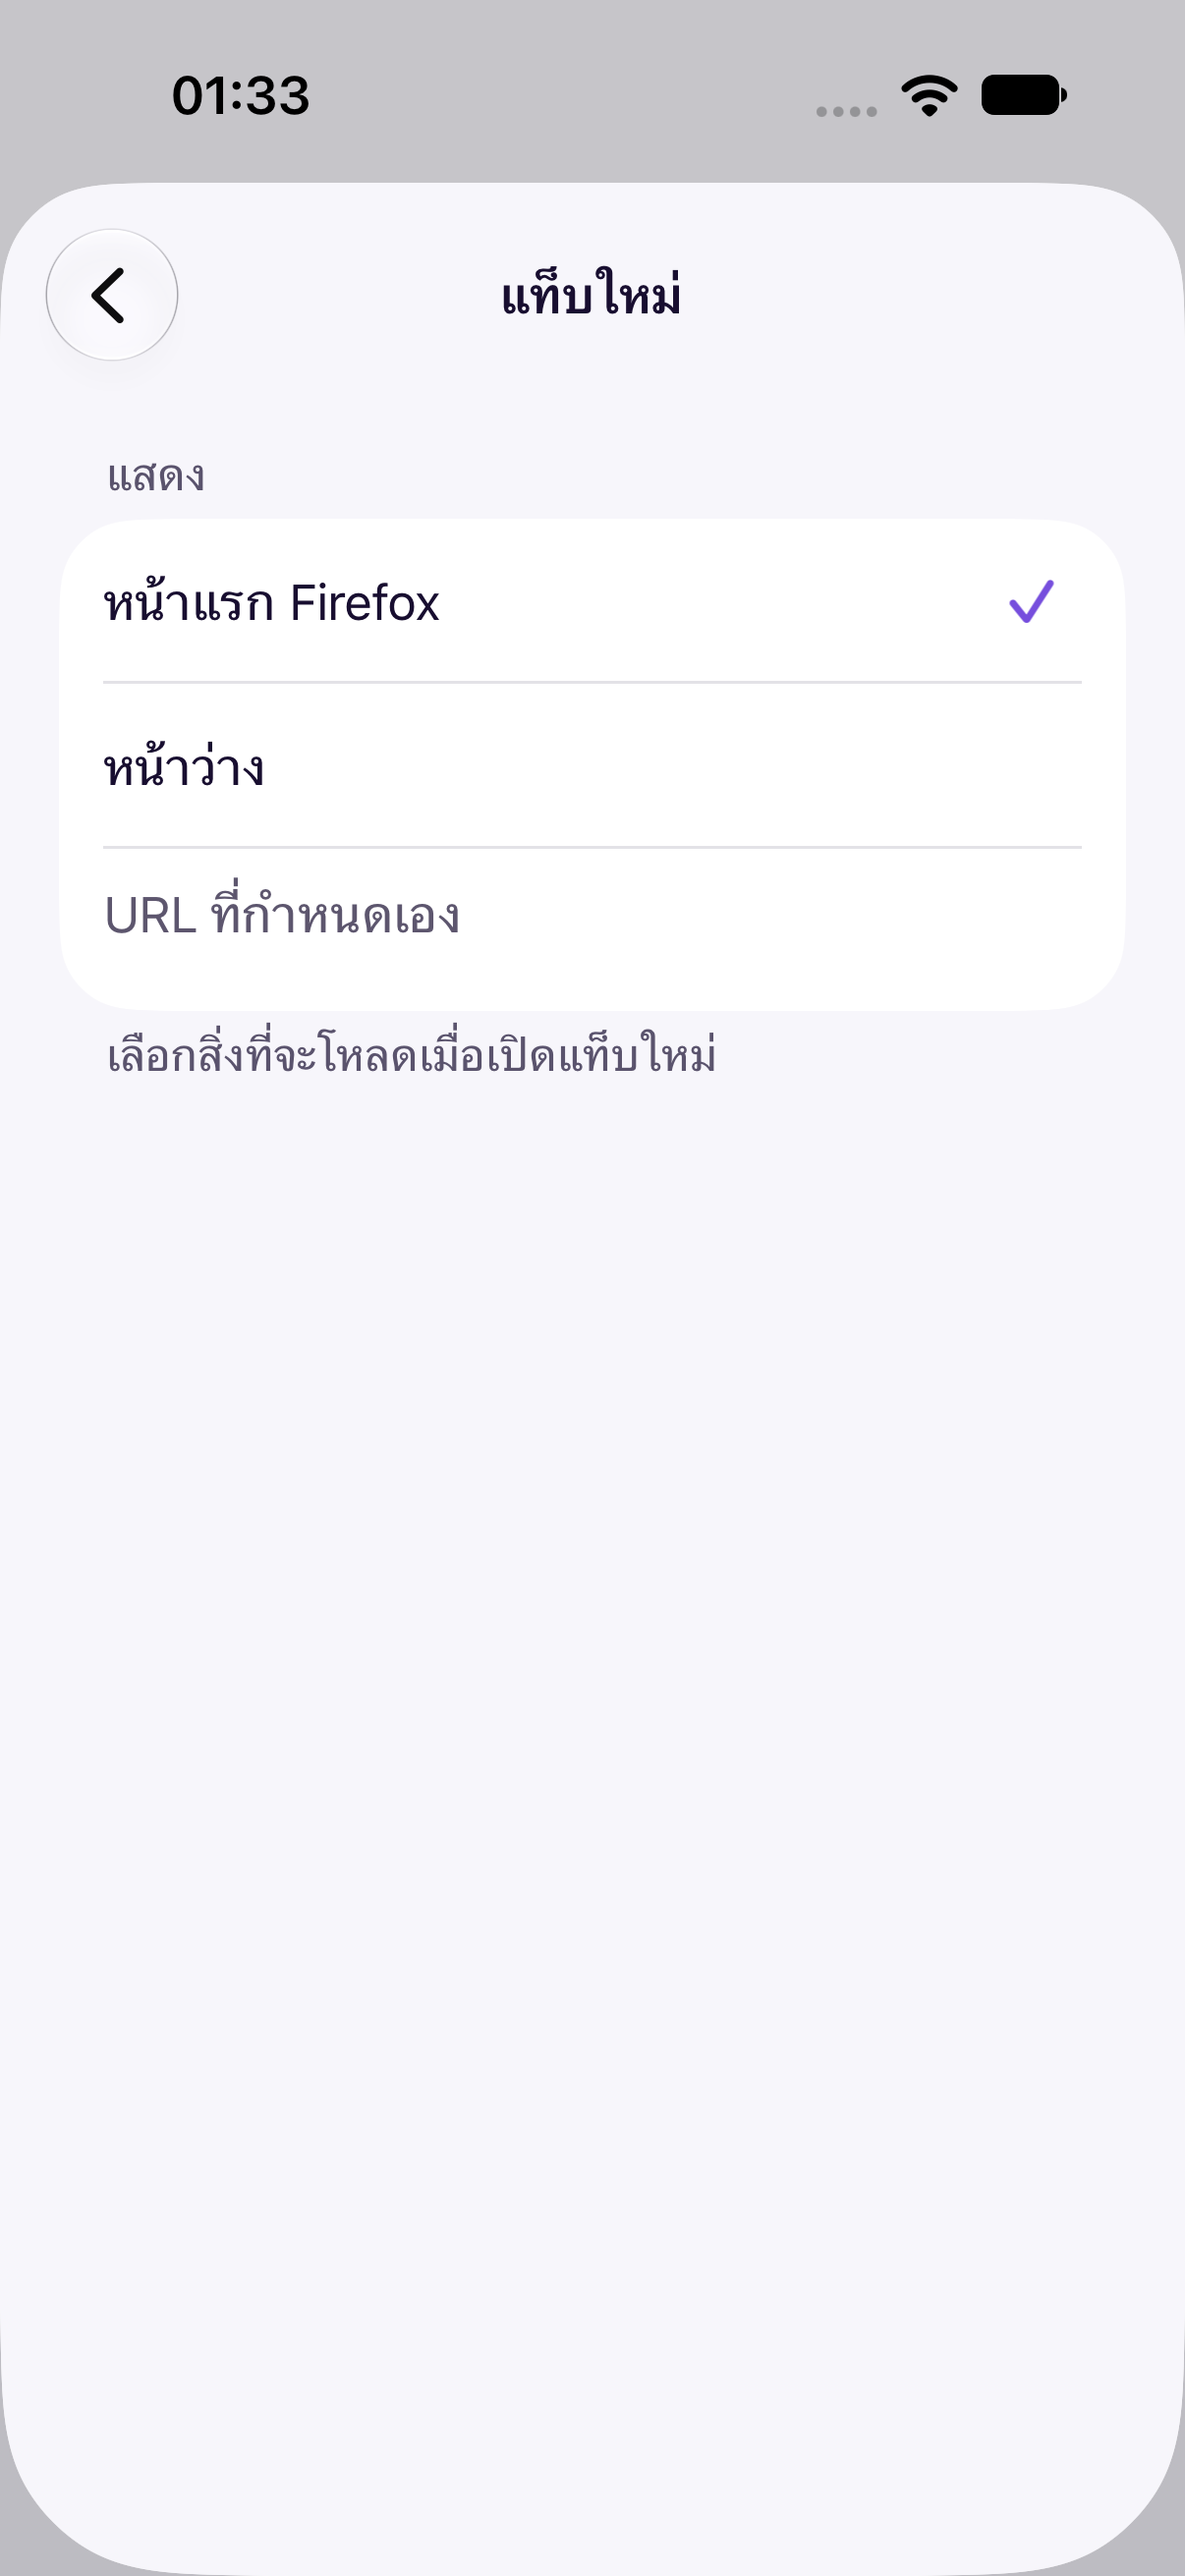 01:33
แท็บใหม่
แสดง
หน้าแรก Firefox
หน้าว่าง
URL ที่กำหนดเอง
เลือกสิ่งที่จะโหลดเมื่อเปิดแท็บใหม่